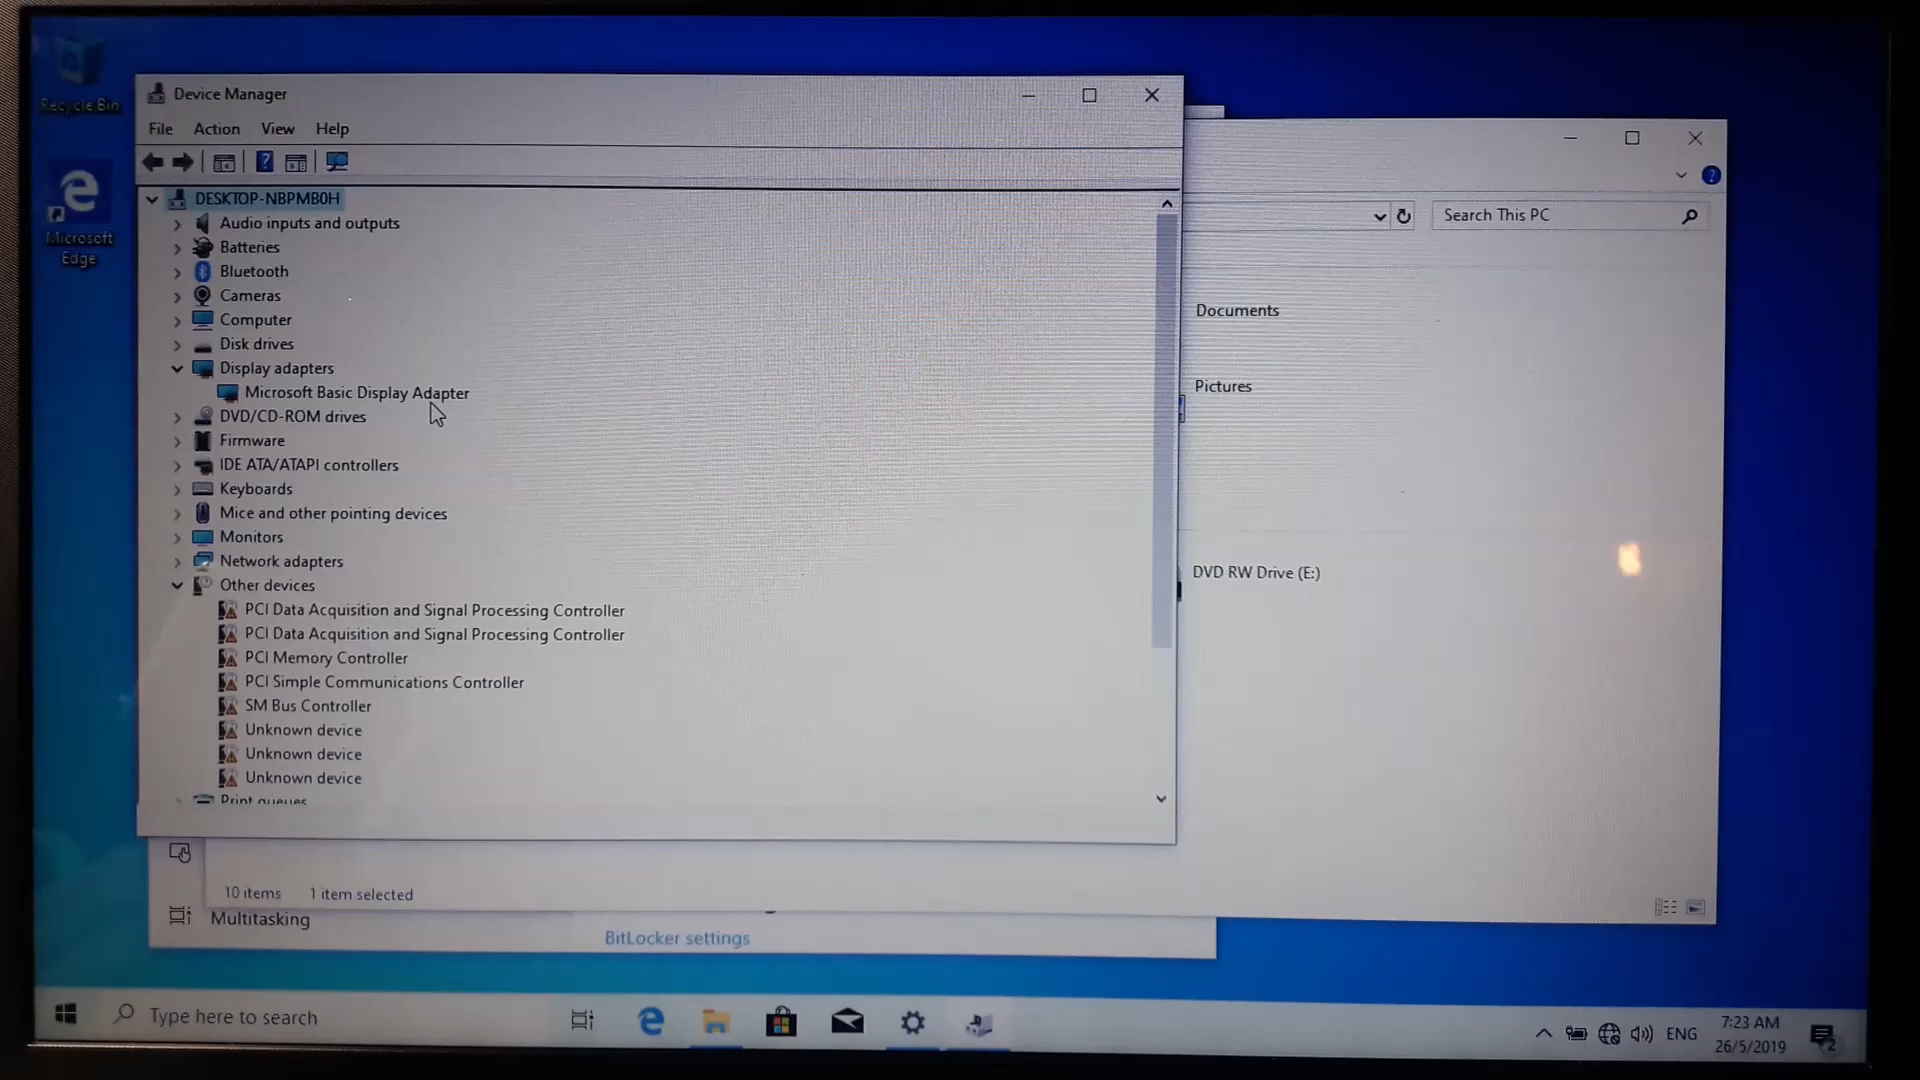 Recycle Bin
Microsoft
Edge
Device Manager
File Action View Help
DESKTOP-NBPMB0H
Audio inputs and outputs
Batteries
Bluetooth
Cameras
Computer
Disk drives
Display adapters
Microsoft Basic Display Adapter
DVD/CD-ROM drives
Firmware
IDE ATA/ATAPI controllers
Keyboards
Mice and other pointing devices
Monitors
Network adapters
Other devices
PCI Data Acquisition and Signal Processing Controller
PCI Data Acquisition and Signal Processing Controller
PCI Memory Controller
PCI Simple Communications Controller
SM Bus Controller
Unknown device
Unknown device
Unknown device
Print queues
Search This PC
Documents
Pictures
DVD RW Drive (E:)
10 items 1 item selected
Multitasking
BitLocker settings
Type here to search
ENG
7:23 AM
26/5/2019
2